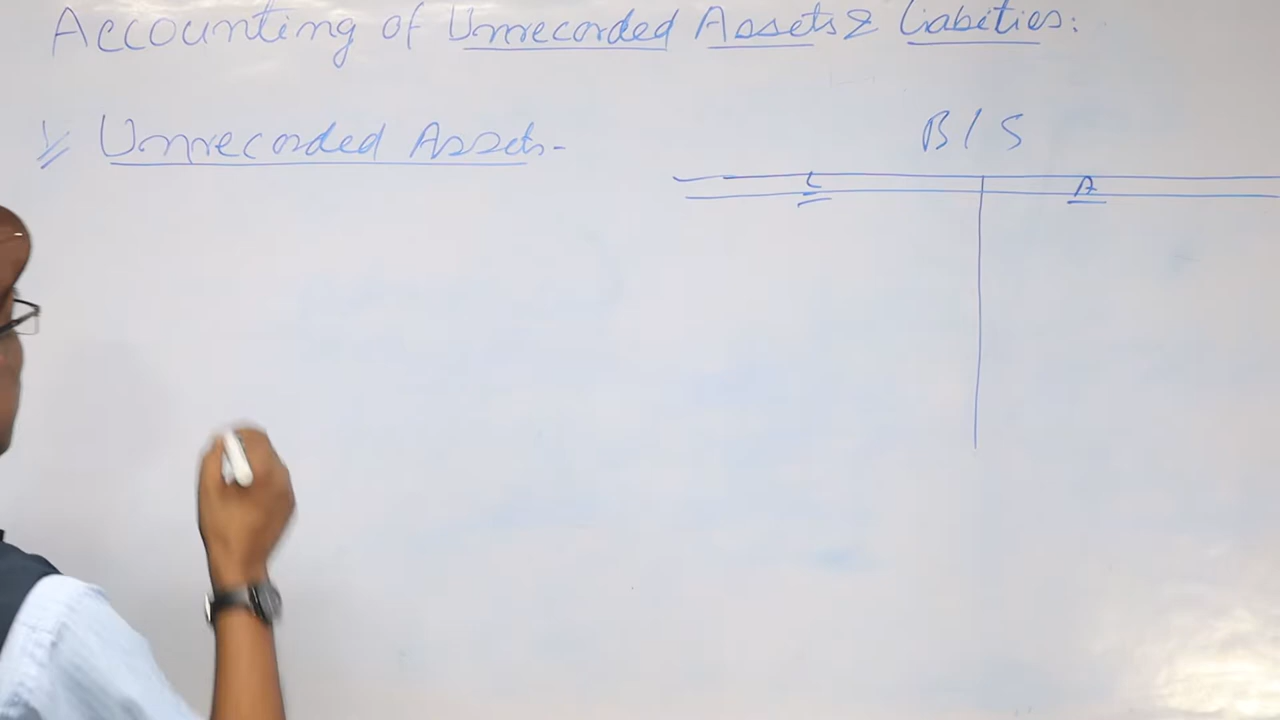 Accounting of Unrecorded Assets & Liabities:
1) Unrecorded Assets-
B/S
L A